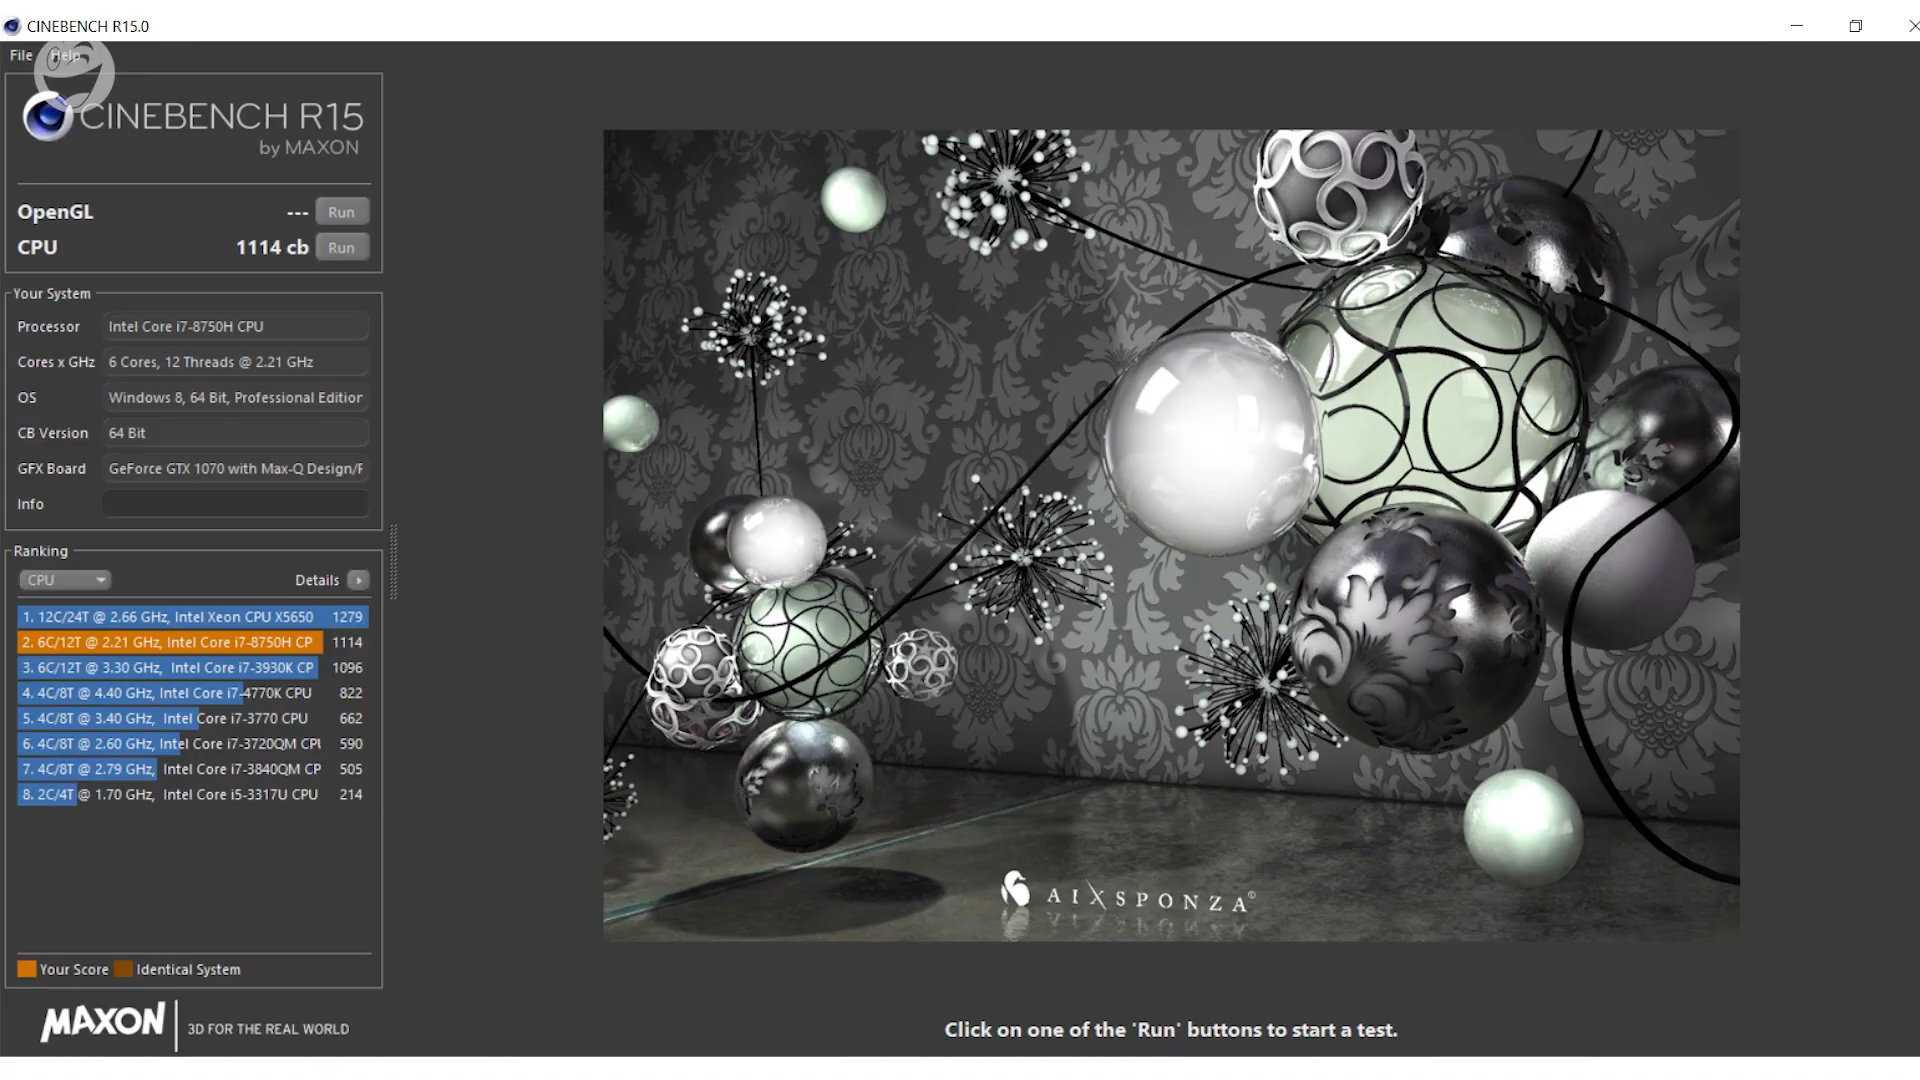 CINEBENCH R15.0
File Help
CINEBENCH R15
by MAXON
OpenGL --- Run
CPU 1114 cb Run
Your System
Processor Intel Core i7-8750H CPU
Cores x GHz 6 Cores, 12 Threads @ 2.21 GHz
OS Windows 8, 64 Bit, Professional Edition
CB Version 64 Bit
GFX Board GeForce GTX 1070 with Max-Q Design/P
Info
Ranking
CPU Details
1. 12C/24T @ 2.66 GHz, Intel Xeon CPU X5650 1279
2. 6C/12T @ 2.21 GHz, Intel Core i7-8750H CP 1114
3. 6C/12T @ 3.30 GHz, Intel Core i7-3930K CP 1096
4. 4C/8T @ 4.40 GHz, Intel Core i7-4770K CPU 822
5. 4C/8T @ 3.40 GHz, Intel Core i7-3770 CPU 662
6. 4C/8T @ 2.60 GHz, Intel Core i7-3720QM CPU 590
7. 4C/8T @ 2.79 GHz, Intel Core i7-3840QM CP 505
8. 2C/4T @ 1.70 GHz, Intel Core i5-3317U CPU 214
Your Score Identical System
MAXON 3D FOR THE REAL WORLD
AIXSPONZA©
Click on one of the 'Run' buttons to start a test.